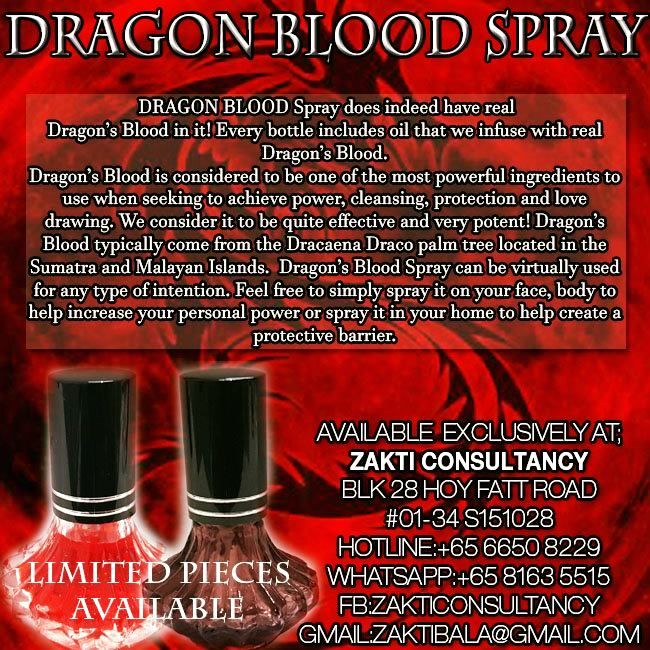 DRAGON BLOOD SPRAY
DRAGON BLOOD Spray does indeed have real
Dragon's Blood in it! Every bottle includes oil that we infuse with real
Dragon's Blood.
Dragon's Blood is considered to be one of the most powerful ingredients to
use when seeking to achieve power, cleansing, protection and love
drawing. We consider it to be quite effective and very potent! Dragon's
Blood typically come from the Dracaena Draco palm tree located in the
Sumatra and Malayan Islands.  Dragon's Blood Spray can be virtually used
for any type of intention. Feel free to simply spray it on your face, body to
help increase your personal power or spray it in your home to help create a
protective barrier.
AVAILABLE EXCLUSIVELY AT;
ZAKTI CONSULTANCY
BLK 28 HOY FATT ROAD
#01-34 S151028
HOTLINE:+65 6650 8229
WHATSAPP:+65 8163 5515
FB:ZAKTICONSULTANCY
GMAIL:ZAKTIBALA@GMAIL.COM
LIMITED PIECES
AVAILABLE